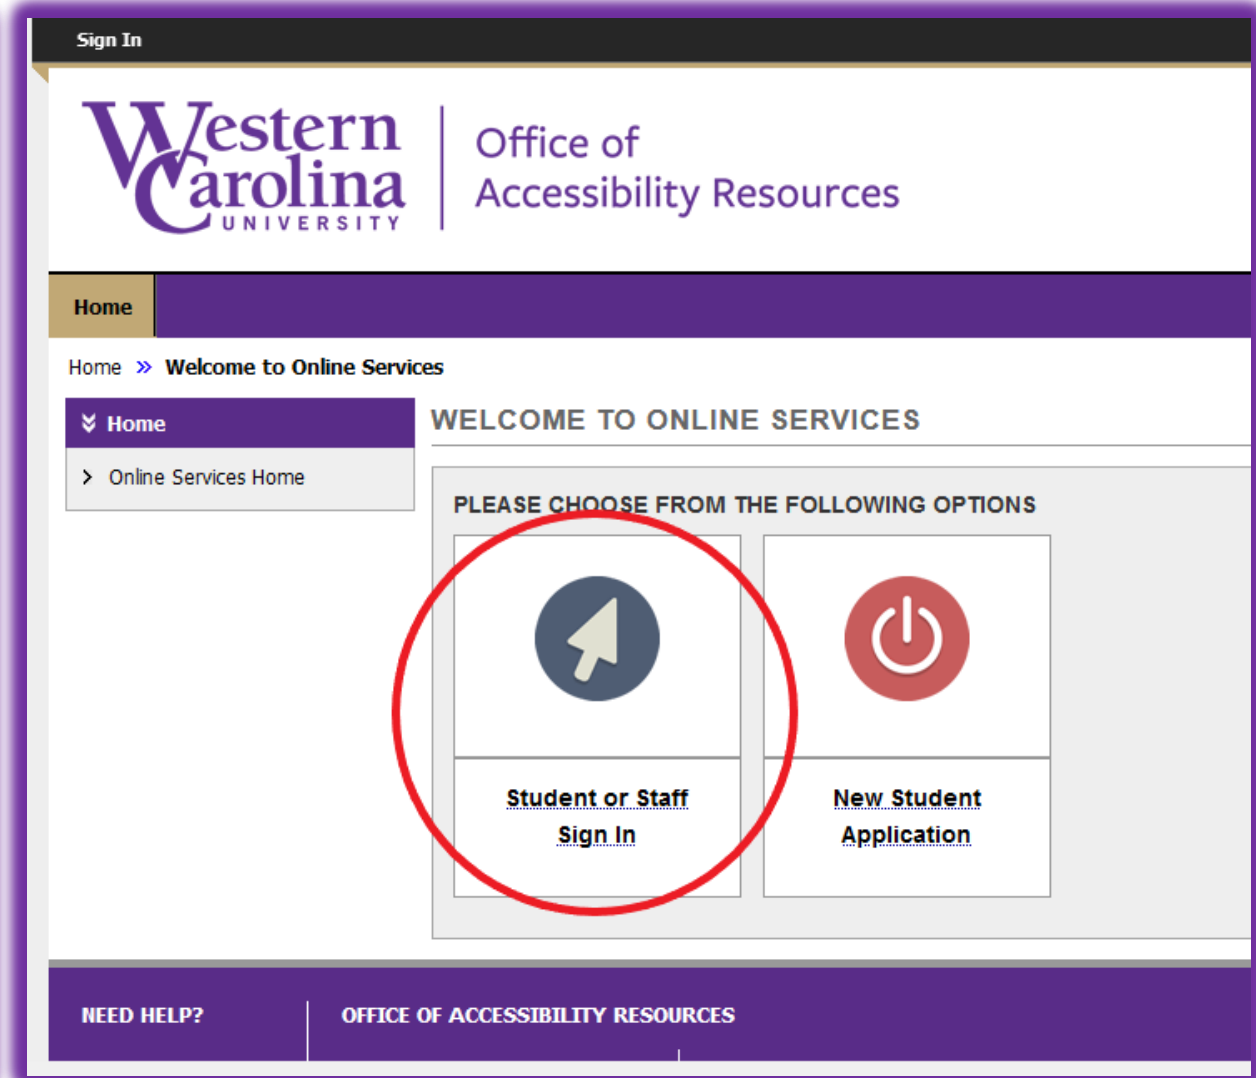 Sign In
Western
Carolina
UNIVERSITY
Office of
Accessibility Resources
Home
Home » Welcome to Online Services
Home
Online Services Home
WELCOME TO ONLINE SERVICES
PLEASE CHOOSE FROM THE FOLLOWING OPTIONS
Student or Staff
Sign In
New Student
Application
NEED HELP?
OFFICE OF ACCESSIBILITY RESOURCES